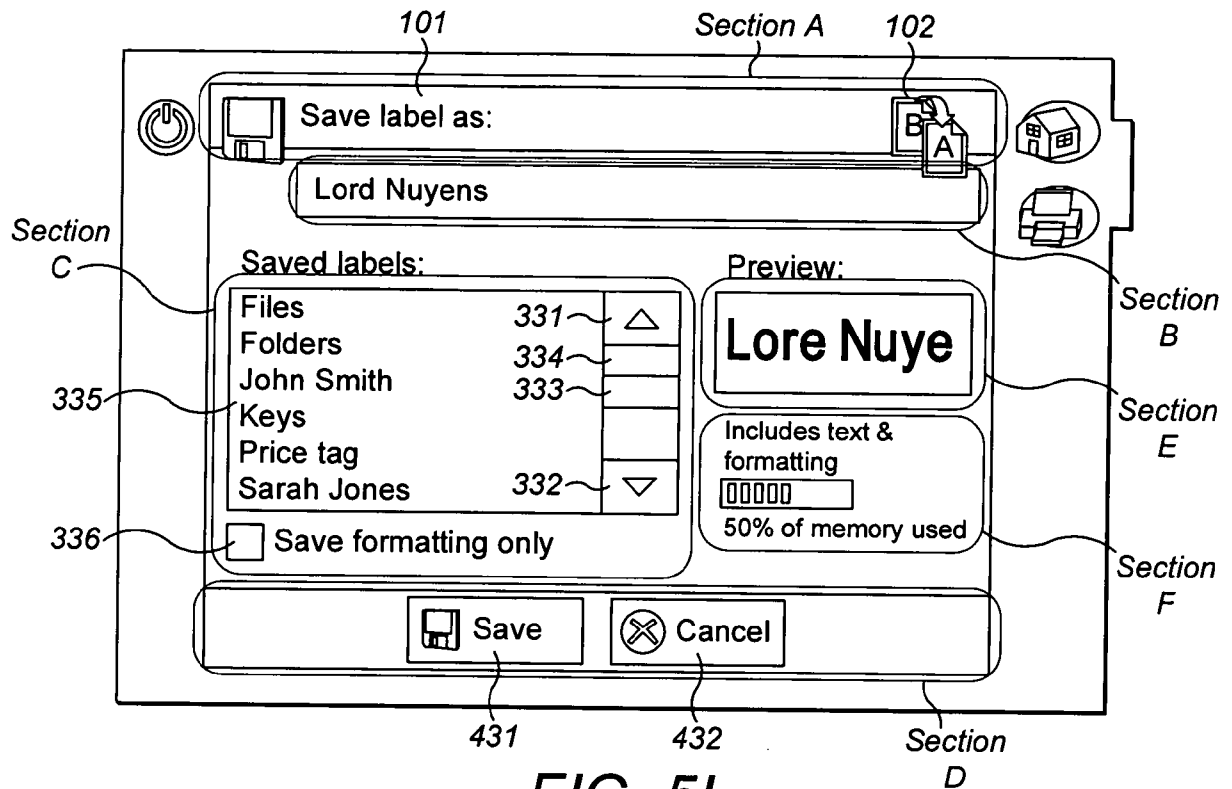 101
Section A
102
Save label as:
B
A
Lord Nuyens
Section
C
Saved labels:
Preview:
Files
331
Folders
334
John Smith
333
335
Keys
Price tag
Sarah Jones
332
Lore Nuye
Section
B
Section
E
Includes text &
formatting
50% of memory used
336
Save formatting only
Section
F
Save
Cancel
431
432
Section
D